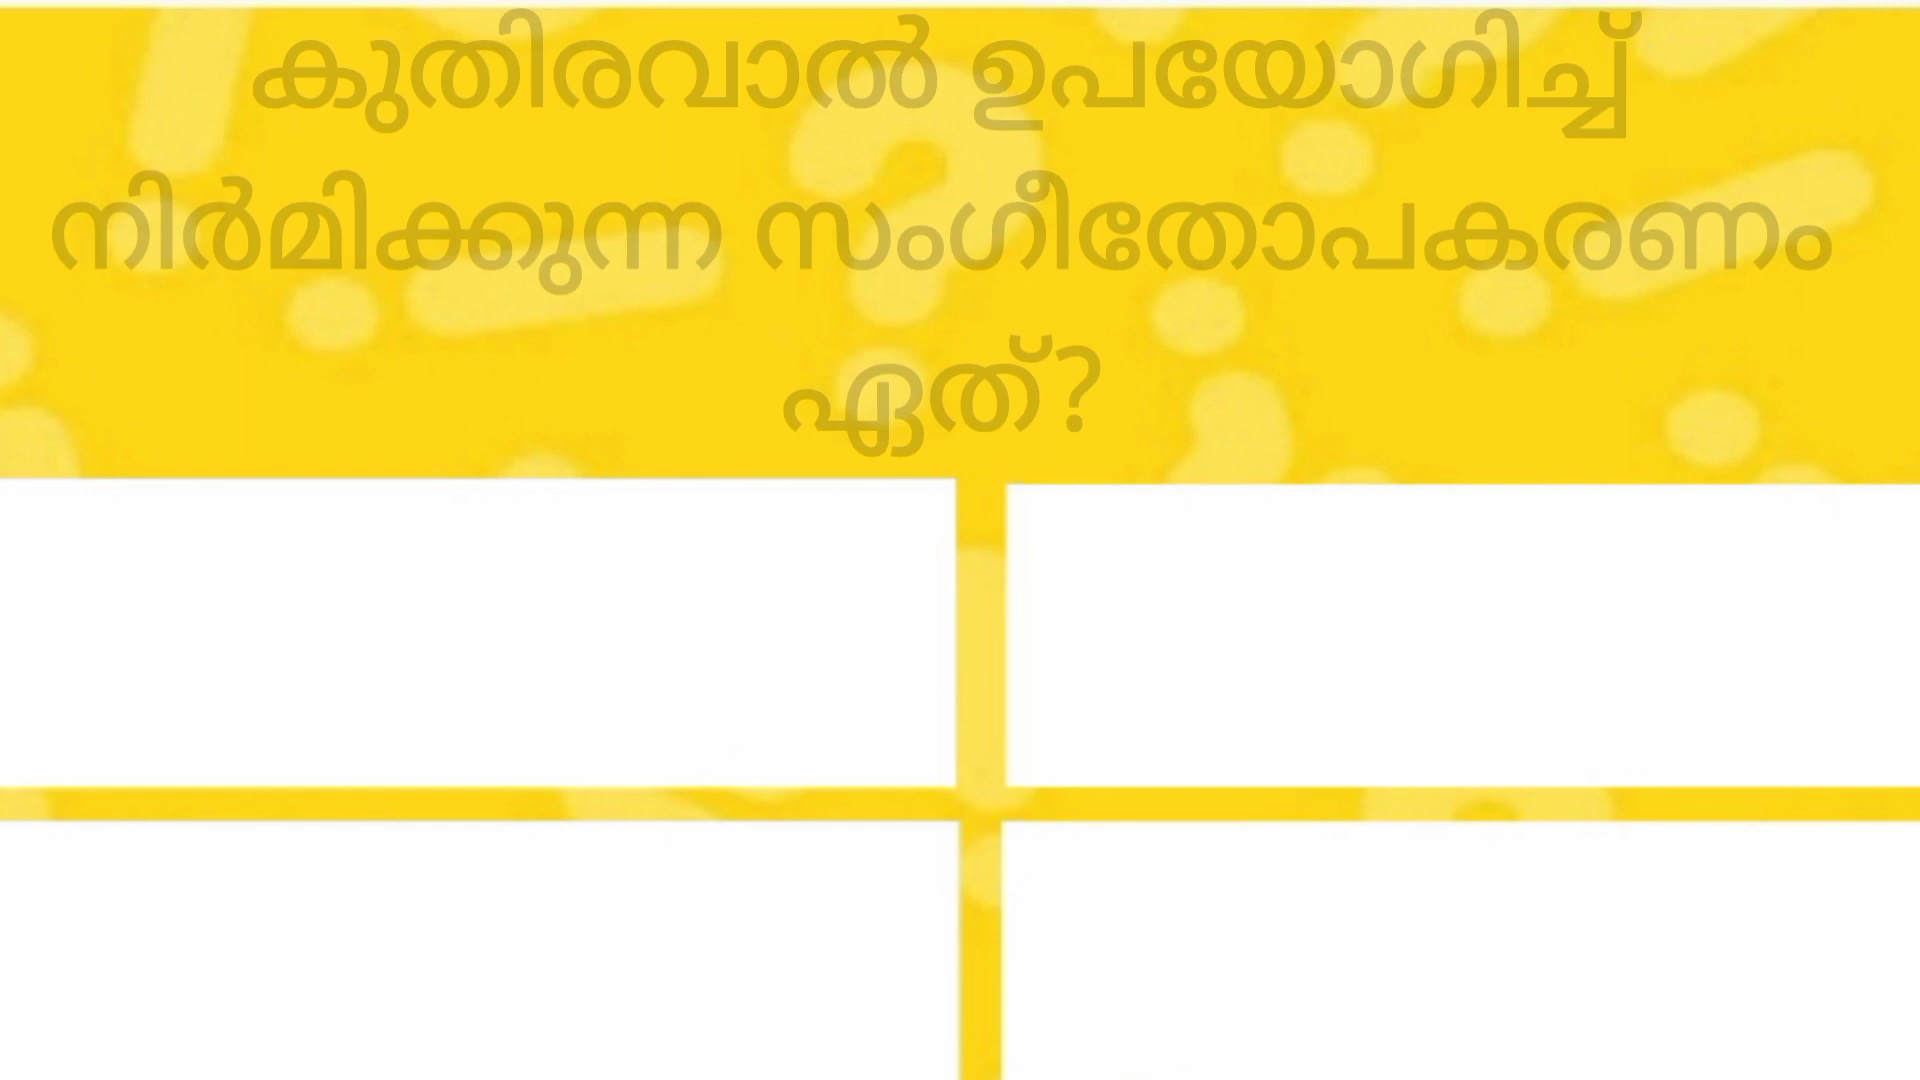 കുതിരവാൽ ഉപയോഗിച്ച്
നിർമിക്കുന്ന സംഗീതോപകരണം
ഏത്?